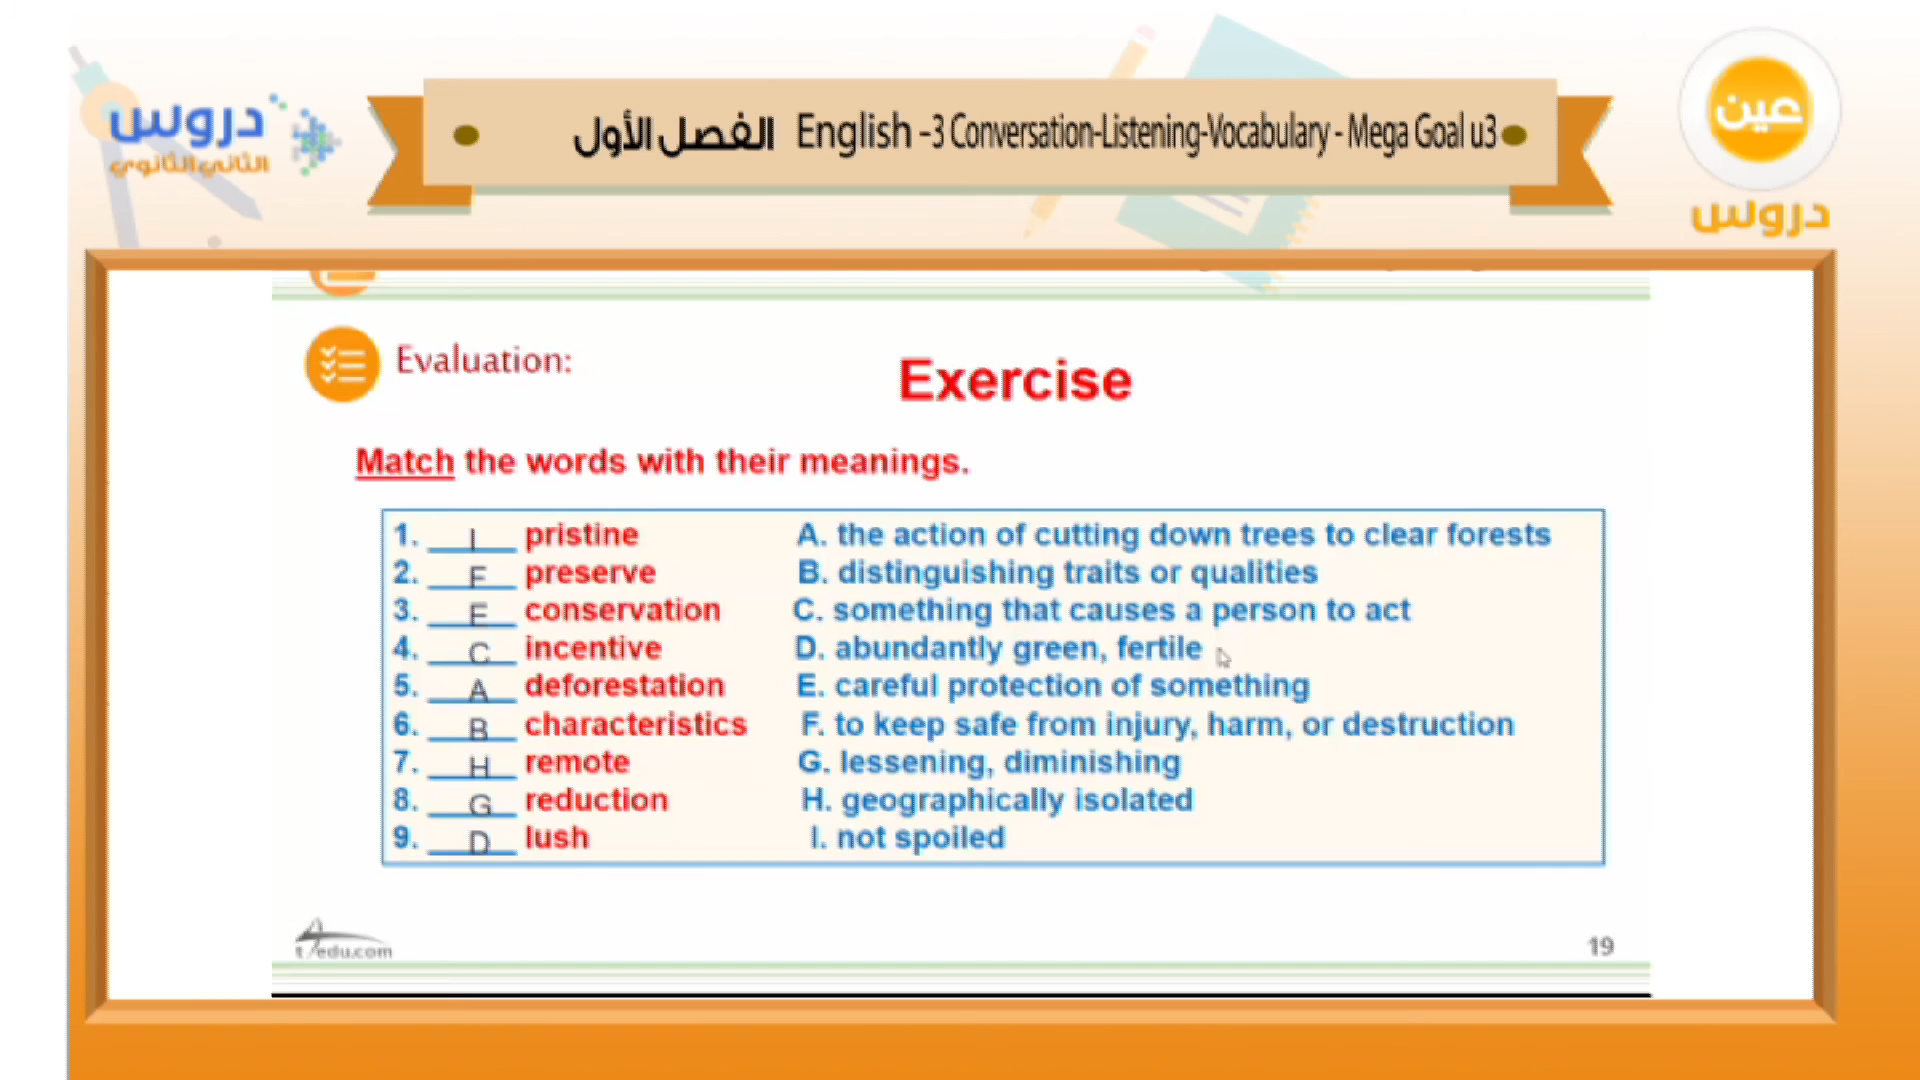 دروس
الثاني الثانوي
الفصل الأول English -3 Conversation-Listening-Vocabulary - Mega Goal u3
عين
دروس
Evaluation:
Exercise
Match the words with their meanings.
1. I pristine A. the action of cutting down trees to clear forests
2. F preserve B. distinguishing traits or qualities
3. E conservation C. something that causes a person to act
4. C incentive D. abundantly green, fertile
5. A deforestation E. careful protection of something
6. B characteristics F. to keep safe from injury, harm, or destruction
7. H remote G. lessening, diminishing
8. G reduction H. geographically isolated
9. D lush I. not spoiled
19